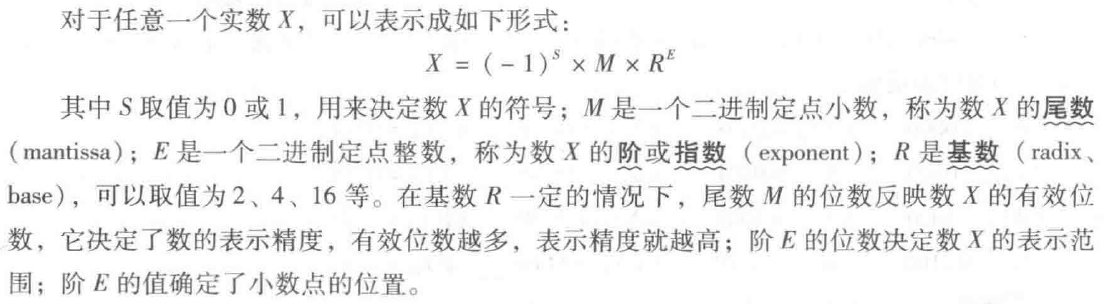 对于任意一个实数 X，可以表示成如下形式：
X = (-1)^S × M × R^E
其中 S 取值为 0 或 1，用来决定数 X 的符号；M 是一个二进制定点小数，称为数 X 的尾数
(mantissa)；E 是一个二进制定点整数，称为数 X 的阶或指数 (exponent)；R 是基数 (radix、
base)，可以取值为 2、4、16 等。在基数 R 一定的情况下，尾数 M 的位数反映数 X 的有效位
数，它决定了数的表示精度，有效位数越多，表示精度就越高；阶 E 的位数决定数 X 的表示范
围；阶 E 的值确定了小数点的位置。